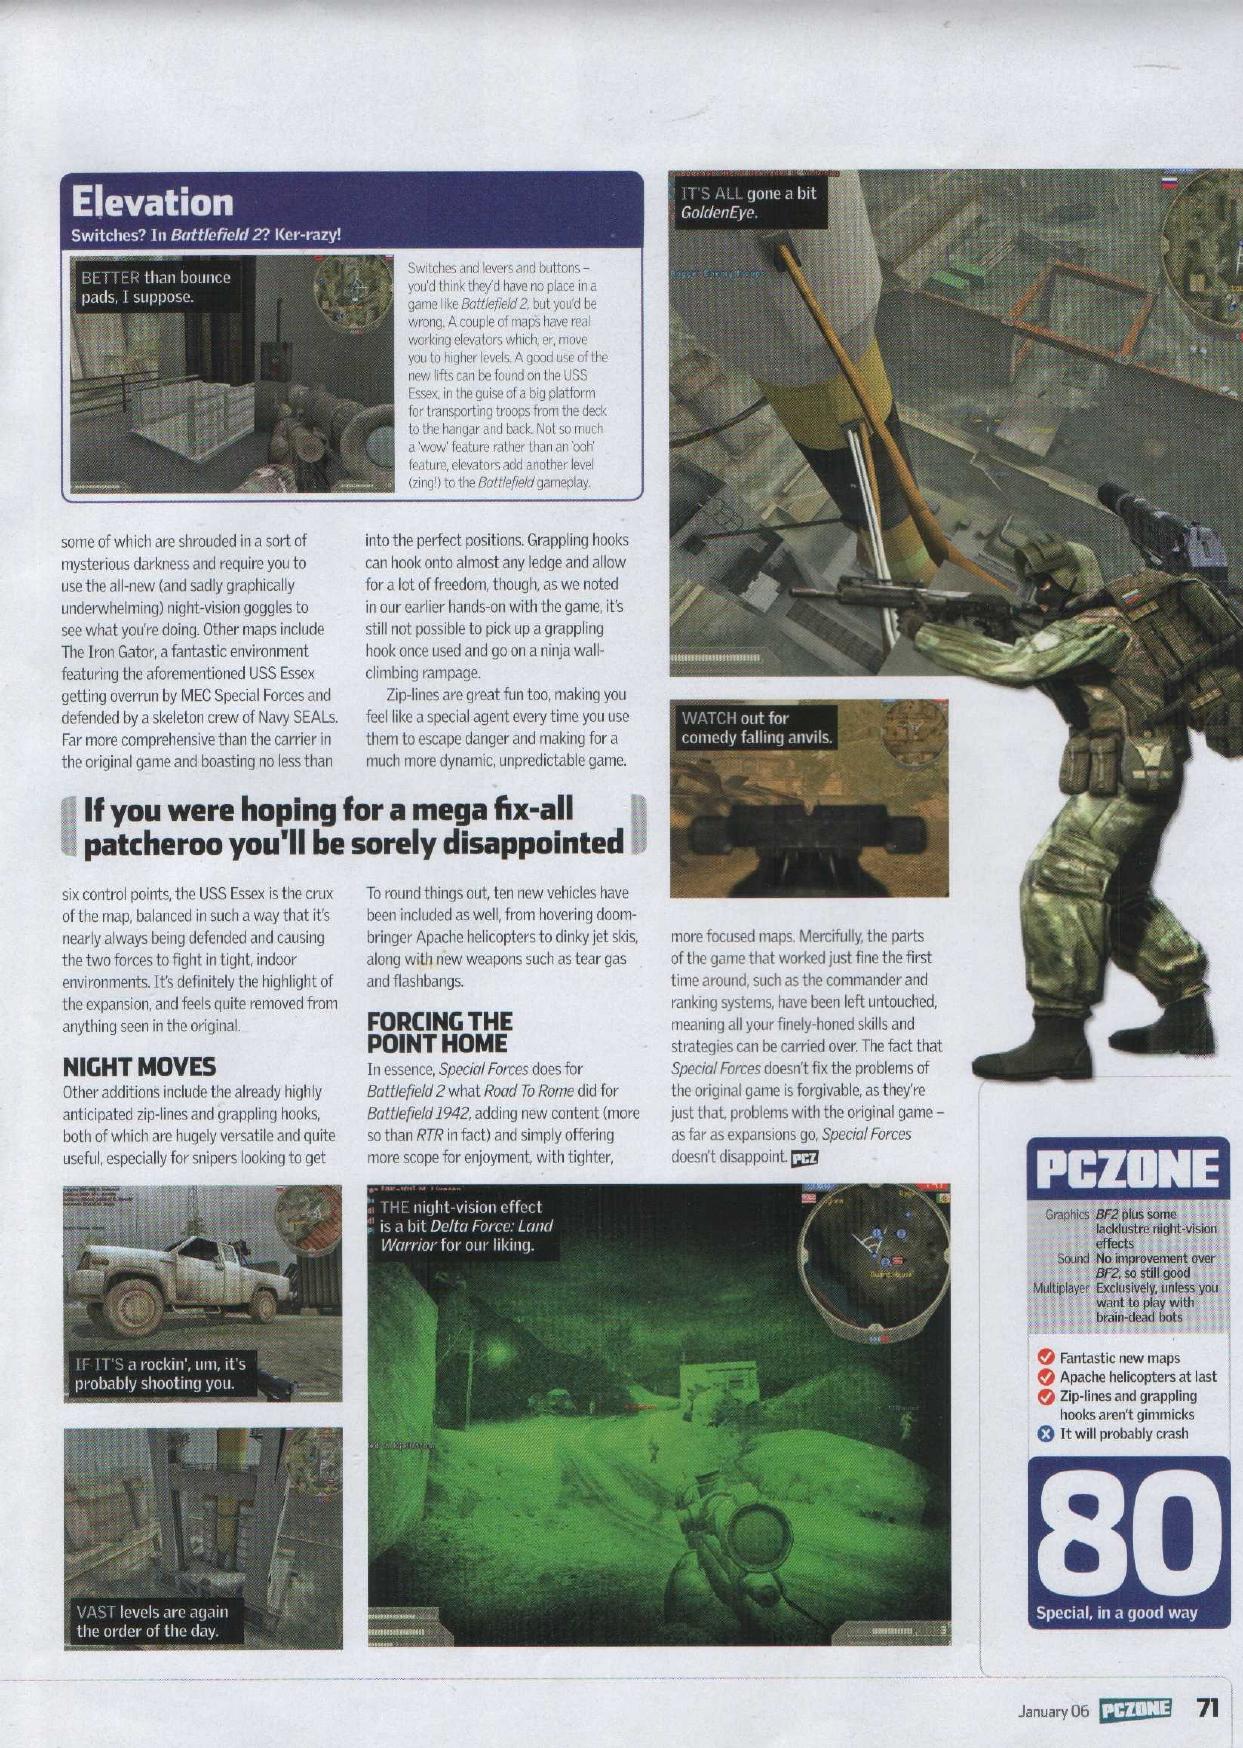 Elevation
Switches? In Battlefield 2? Ker-razy!
BETTER than bounce
pads, I suppose.
Switches and levers and buttons –
you'd think they'd have no place in a
game like Battlefield 2, but you'd be
wrong. A couple of maps have real
working elevators which, er, move
you to higher levels. A good use of the
new lifts can be found on the USS
Essex, in the guise of a big platform
for transporting troops from the deck
to the hangar and back. Not so much
a 'wow' feature rather than an 'ooh'
feature, elevators add another level
(zing!) to the Battlefield gameplay.
IT'S ALL gone a bit
GoldenEye.
some of which are shrouded in a sort of
mysterious darkness and require you to
use the all-new (and sadly graphically
underwhelming) night-vision goggles to
see what you're doing. Other maps include
The Iron Gator, a fantastic environment
featuring the aforementioned USS Essex
getting overrun by MEC Special Forces and
defended by a skeleton crew of Navy SEALs.
Far more comprehensive than the carrier in
the original game and boasting no less than
into the perfect positions. Grappling hooks
can hook onto almost any ledge and allow
for a lot of freedom, though, as we noted
in our earlier hands-on with the game, it's
still not possible to pick up a grappling
hook once used and go on a ninja wall-
climbing rampage.
Zip-lines are great fun too, making you
feel like a special agent every time you use
them to escape danger and making for a
much more dynamic, unpredictable game.
WATCH out for
comedy falling anvils.
If you were hoping for a mega fix-all
patcheroo you'll be sorely disappointed
six control points, the USS Essex is the crux
of the map, balanced in such a way that it's
nearly always being defended and causing
the two forces to fight in tight, indoor
environments. It's definitely the highlight of
the expansion, and feels quite removed from
anything seen in the original.
NIGHT MOVES
Other additions include the already highly
anticipated zip-lines and grappling hooks,
both of which are hugely versatile and quite
useful, especially for snipers looking to get
To round things out, ten new vehicles have
been included as well, from hovering doom-
bringer Apache helicopters to dinky jet skis,
along with new weapons such as tear gas
and flashbangs.
FORCING THE
POINT HOME
In essence, Special Forces does for
Battlefield 2 what Road To Rome did for
Battlefield 1942, adding new content (more
so than RTR in fact) and simply offering
more scope for enjoyment, with tighter,
more focused maps. Mercifully, the parts
of the game that worked just fine the first
time around, such as the commander and
ranking systems, have been left untouched,
meaning all your finely-honed skills and
strategies can be carried over. The fact that
Special Forces doesn't fix the problems of
the original game is forgivable, as they're
just that, problems with the original game –
as far as expansions go, Special Forces
doesn't disappoint. PCZ
IF IT'S a rockin', um, it's
probably shooting you.
VAST levels are again
the order of the day.
THE night-vision effect
is a bit Delta Force: Land
Warrior for our liking.
PCZONE
Graphics BF2 plus some
lacklustre night-vision
effects
Sound No improvement over
BF2, so still good
Multiplayer Exclusively, unless you
want to play with
brain-dead bots
Fantastic new maps
Apache helicopters at last
Zip-lines and grappling
hooks aren't gimmicks
It will probably crash
80
Special, in a good way
January 06 PCZONE 71